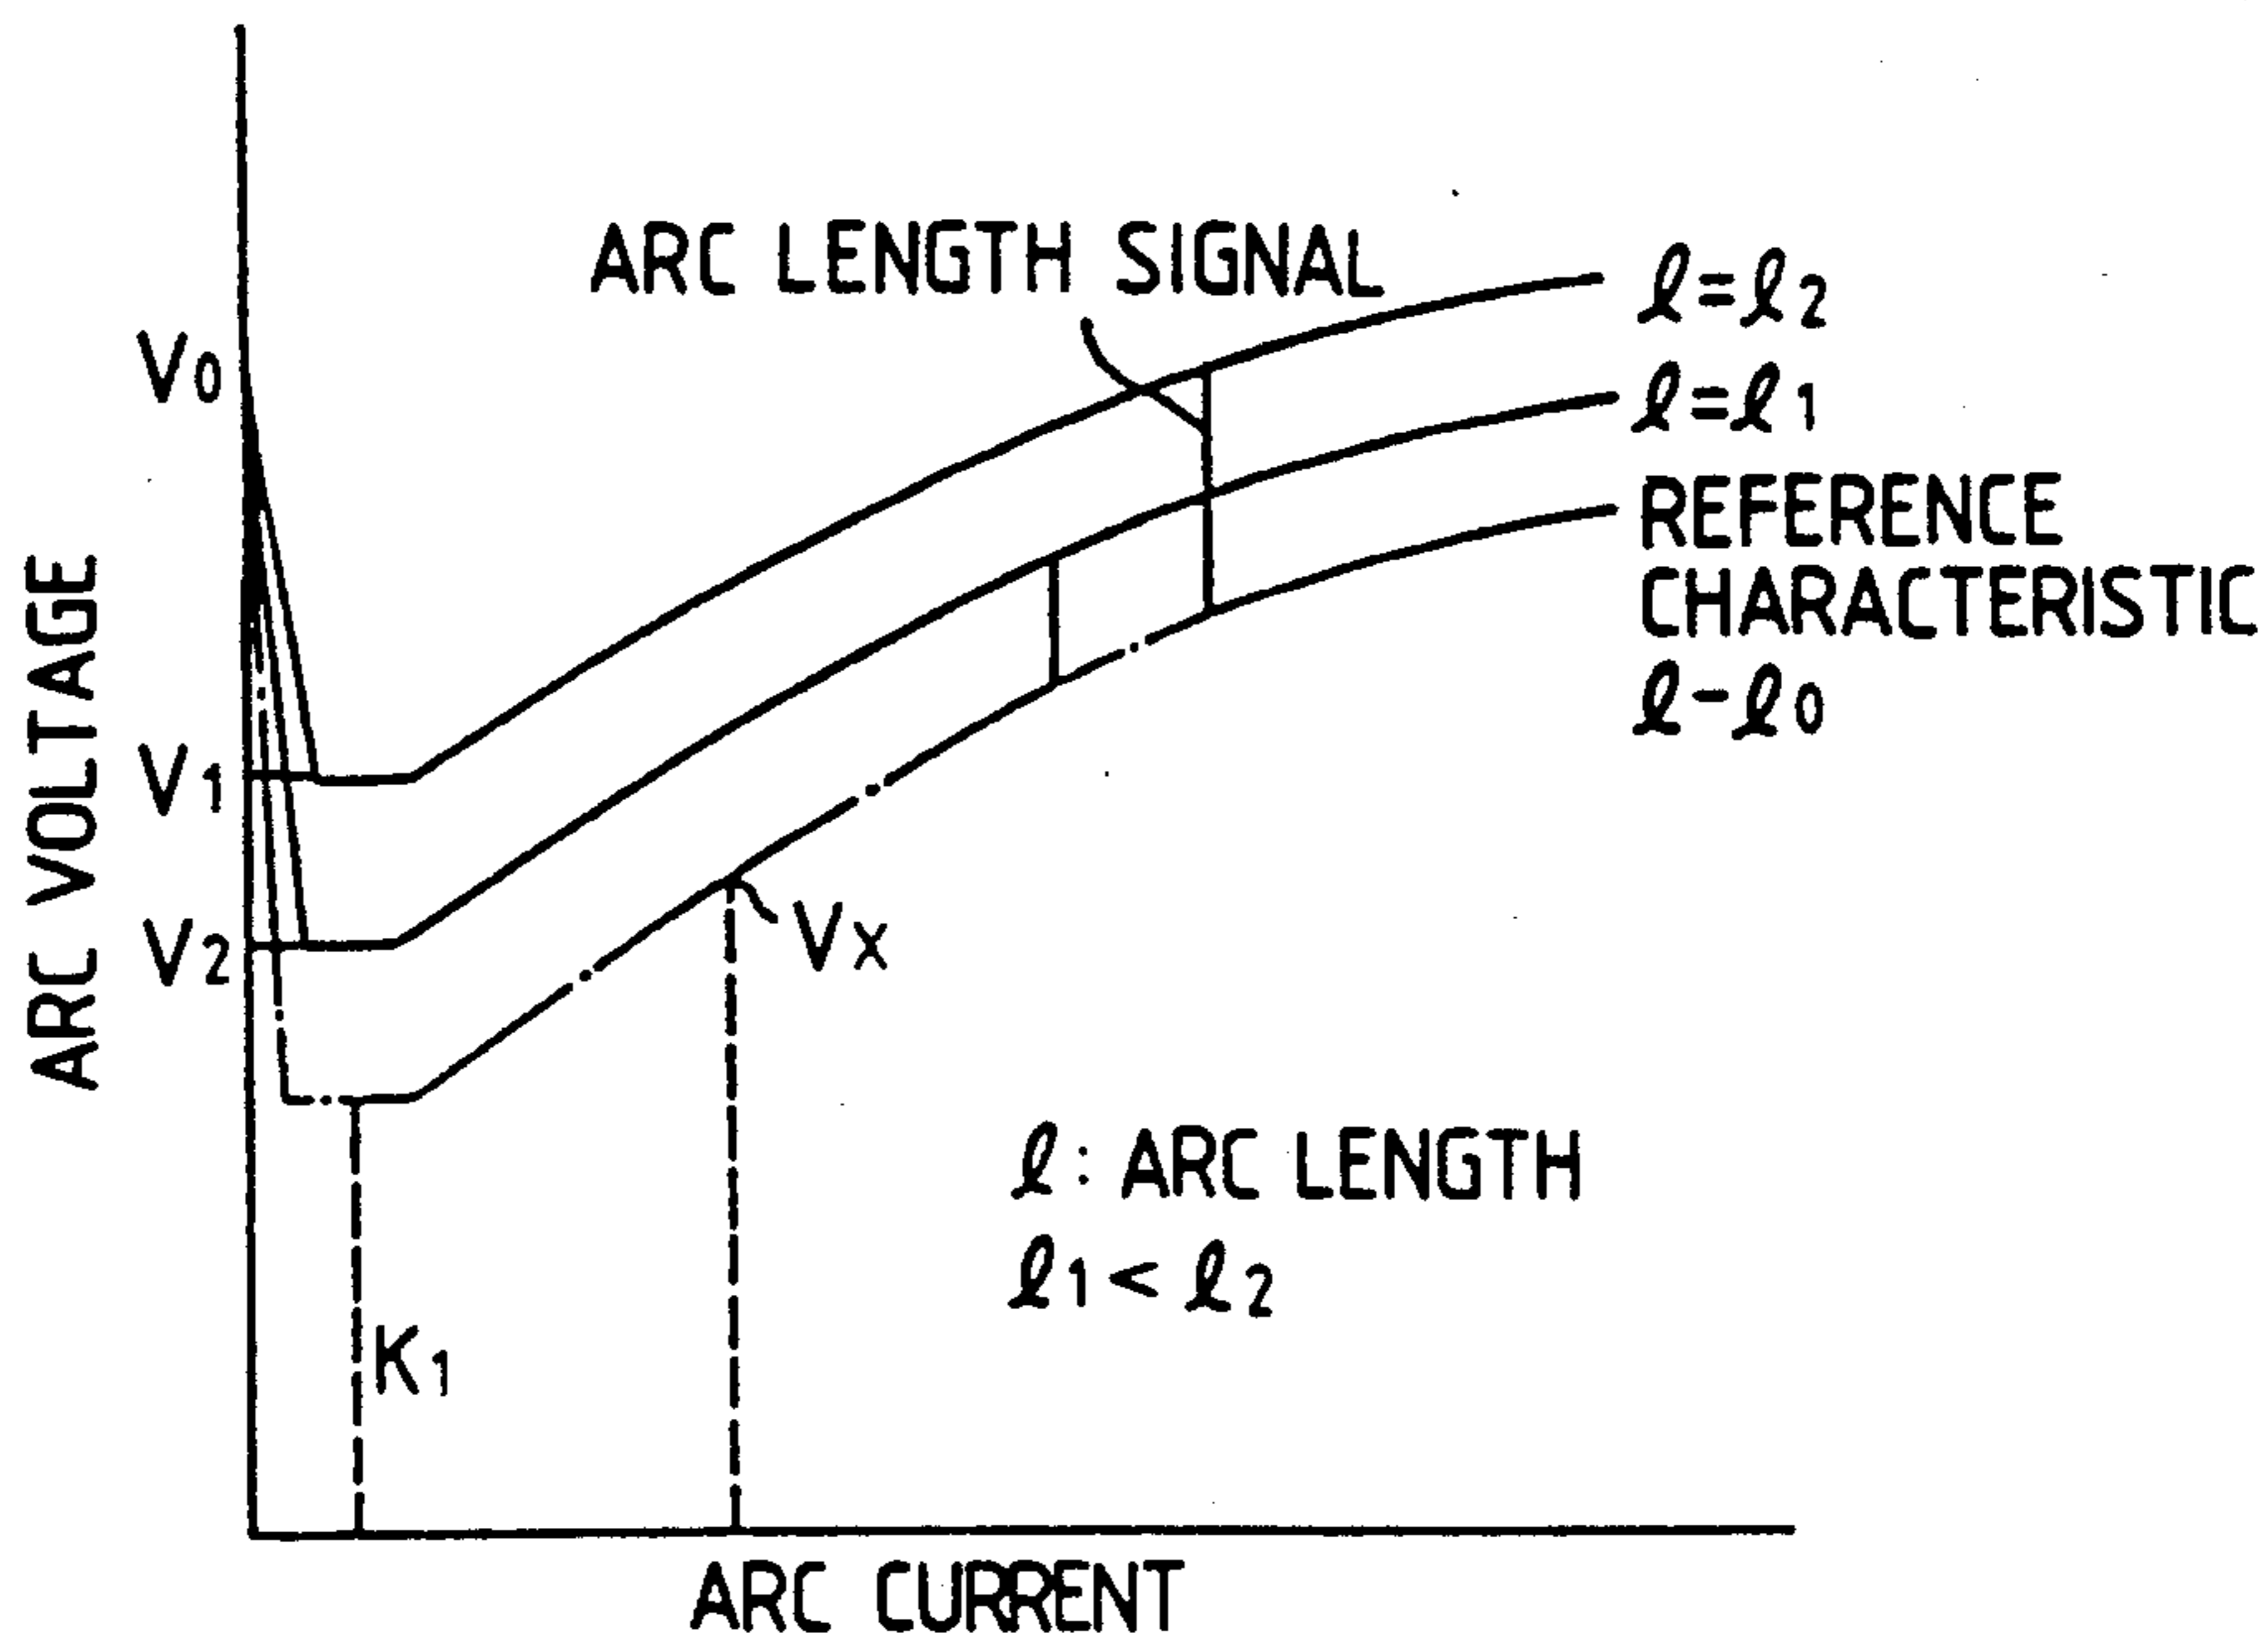 ARC LENGTH SIGNAL
ℓ=ℓ2
ℓ=ℓ1
REFERENCE
CHARACTERISTIC
ℓ-ℓ0
V0
V1
V2
ARC VOLTAGE
Vx
K1
ℓ: ARC LENGTH
ℓ1<ℓ2
ARC CURRENT